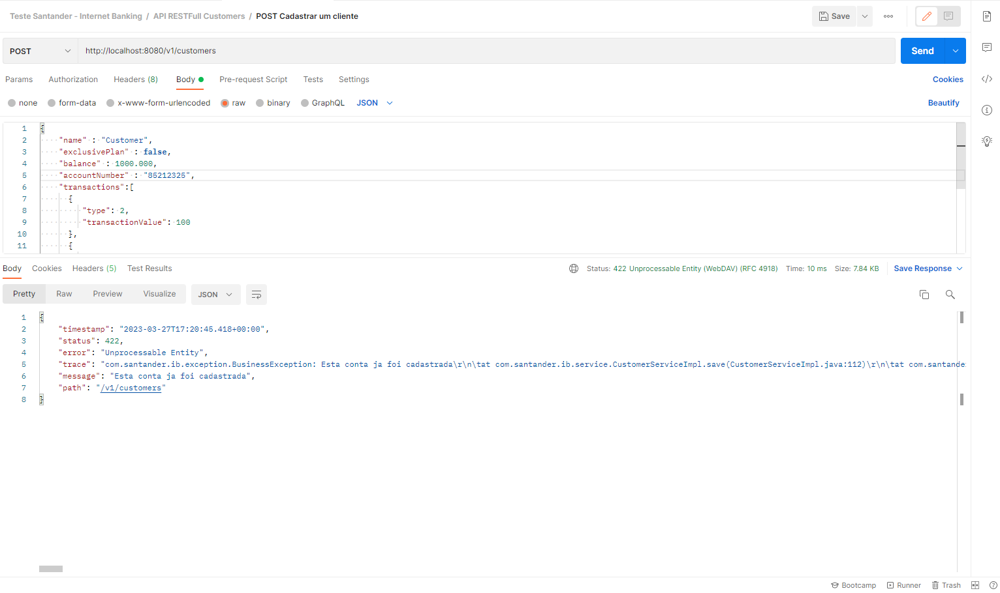 Teste Santander - Internet Banking / API RESTFull Customers / POST Cadastrar um cliente
Save
POST http://localhost:8080/v1/customers Send
Params Authorization Headers (8) Body Pre-request Script Tests Settings Cookies
none form-data x-www-form-urlencoded raw binary GraphQL JSON Beautify
1 {
2 "name" : "Customer",
3 "exclusivePlan" : false,
4 "balance" : 1000.000,
5 "accountNumber" : "85212325",
6 "transactions":[
7 {
8 "type": 2,
9 "transactionValue": 100
10 },
11 {
Body Cookies Headers (5) Test Results Status: 422 Unprocessable Entity (WebDAV) (RFC 4918) Time: 10 ms Size: 7.84 KB Save Response
Pretty Raw Preview Visualize JSON
1 {
2 "timestamp": "2023-03-27T17:20:45.418+00:00",
3 "status": 422,
4 "error": "Unprocessable Entity",
5 "trace": "com.santander.ib.exception.BusinessException: Esta conta ja foi cadastrada\r\n\tat com.santander.ib.service.CustomerServiceImpl.save(CustomerServiceImpl.java:112)\r\n\tat com.santander
6 "message": "Esta conta ja foi cadastrada",
7 "path": "/v1/customers"
8 }
Bootcamp Runner Trash